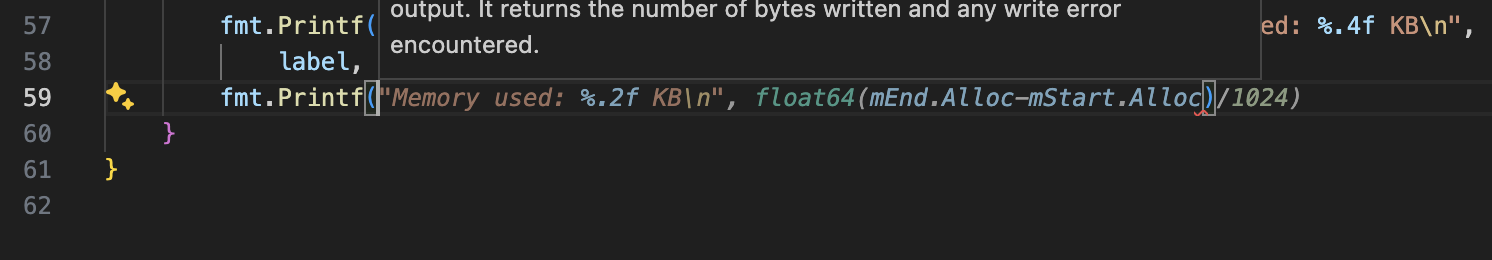 output. It returns the number of bytes written and any write error
57 fmt.Printf( ed: %.4f KB\n",
encountered.
58 label,
59 fmt.Printf("Memory used: %.2f KB\n", float64(mEnd.Alloc-mStart.Alloc)/1024)
60 }
61 }
62